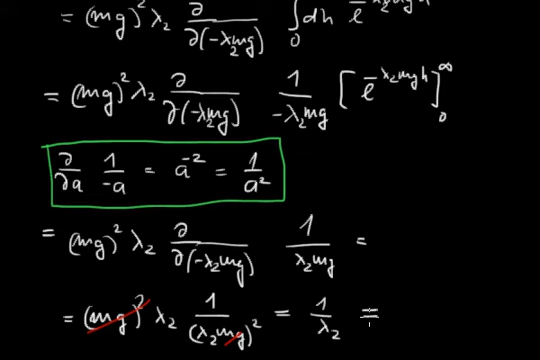 = (mg)² λ₂ ∂/∂(-λ₂mg) ∫₀ dh e^-λ₂mgh
= (mg)² λ₂ ∂/∂(-λ₂mg) 1/-λ₂mg [e^-λ₂mgh]₀^∞
∂/∂a 1/-a = a⁻² = 1/a²
= (mg)² λ₂ ∂/∂(-λ₂mg) 1/λ₂mg =
= (mg)² λ₂ 1/(λ₂mg)² = 1/λ₂ =